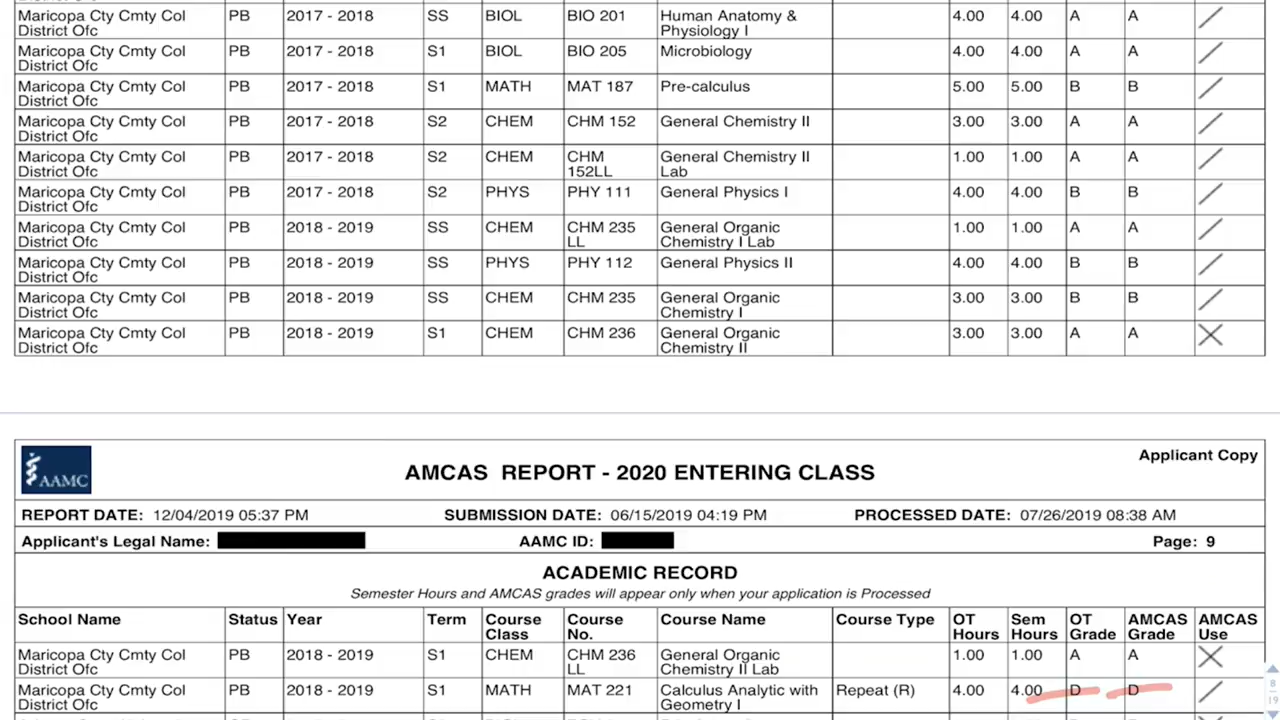 Maricopa Cty Cmty Col PB 2017 - 2018 SS BIOL BIO 201 Human Anatomy & 4.00 4.00 A A
District Ofc Physiology I
Maricopa Cty Cmty Col PB 2017 - 2018 S1 BIOL BIO 205 Microbiology 4.00 4.00 A A
District Ofc
Maricopa Cty Cmty Col PB 2017 - 2018 S1 MATH MAT 187 Pre-calculus 5.00 5.00 B B
District Ofc
Maricopa Cty Cmty Col PB 2017 - 2018 S2 CHEM CHM 152 General Chemistry II 3.00 3.00 A A
District Ofc
Maricopa Cty Cmty Col PB 2017 - 2018 S2 CHEM CHM General Chemistry II 1.00 1.00 A A
District Ofc 152LL Lab
Maricopa Cty Cmty Col PB 2017 - 2018 S2 PHYS PHY 111 General Physics I 4.00 4.00 B B
District Ofc
Maricopa Cty Cmty Col PB 2018 - 2019 SS CHEM CHM 235 General Organic 1.00 1.00 A A
District Ofc LL Chemistry I Lab
Maricopa Cty Cmty Col PB 2018 - 2019 SS PHYS PHY 112 General Physics II 4.00 4.00 B B
District Ofc
Maricopa Cty Cmty Col PB 2018 - 2019 SS CHEM CHM 235 General Organic 3.00 3.00 B B
District Ofc Chemistry I
Maricopa Cty Cmty Col PB 2018 - 2019 S1 CHEM CHM 236 General Organic 3.00 3.00 A A
District Ofc Chemistry II
AAMC
AMCAS REPORT - 2020 ENTERING CLASS
Applicant Copy
REPORT DATE: 12/04/2019 05:37 PM SUBMISSION DATE: 06/15/2019 04:19 PM PROCESSED DATE: 07/26/2019 08:38 AM
Applicant's Legal Name: AAMC ID: Page: 9
ACADEMIC RECORD
Semester Hours and AMCAS grades will appear only when your application is Processed
School Name Status Year Term Course Course Course Name Course Type OT Sem OT AMCAS AMCAS
Class No. Hours Hours Grade Grade Use
Maricopa Cty Cmty Col PB 2018 - 2019 S1 CHEM CHM 236 General Organic 1.00 1.00 A A
District Ofc LL Chemistry II Lab
Maricopa Cty Cmty Col PB 2018 - 2019 S1 MATH MAT 221 Calculus Analytic with Repeat (R) 4.00 4.00 D D
District Ofc Geometry I
8
19